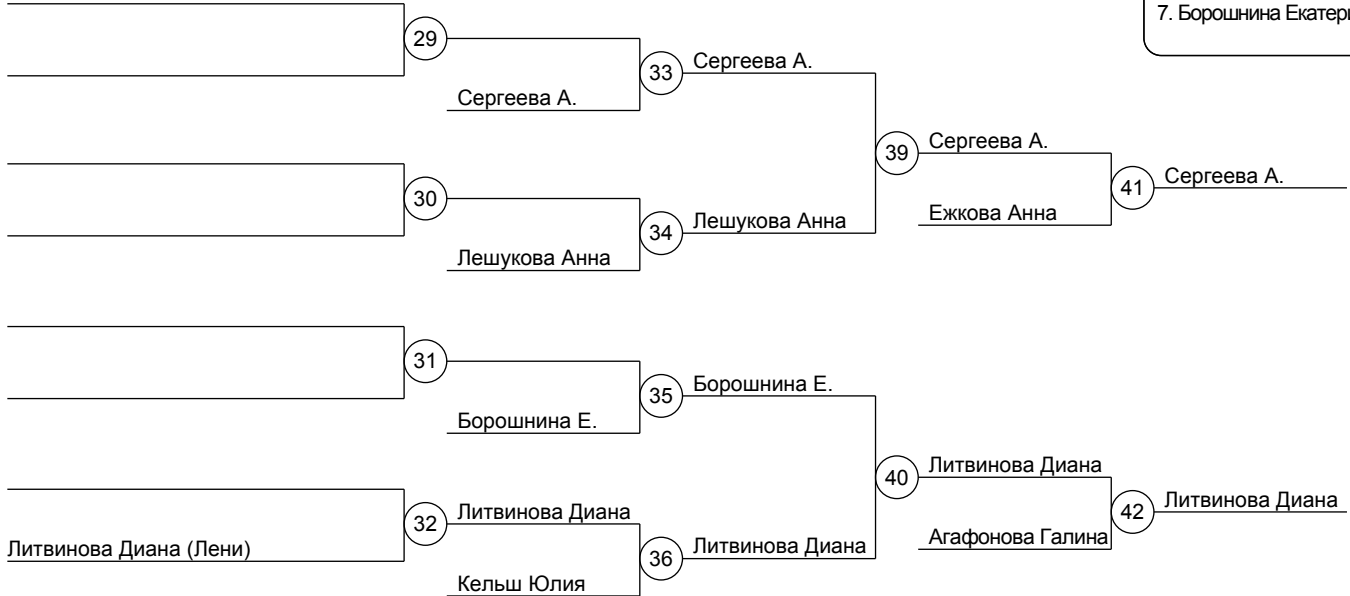 7. Борошнина
29
33
Сергеева А.
Сергеева А.
39
Сергеева А.
41
Сергеева А.
30
34
Лешукова Анна
Ежкова Анна
Лешукова Анна
31
35
Борошнина Е.
Борошнина Е.
40
Литвинова Диана
42
Литвинова Диана
32
Литвинова Диана
36
Литвинова Диана
Агафонова Галина
Литвинова Диана (Лени)
Кельш Юлия